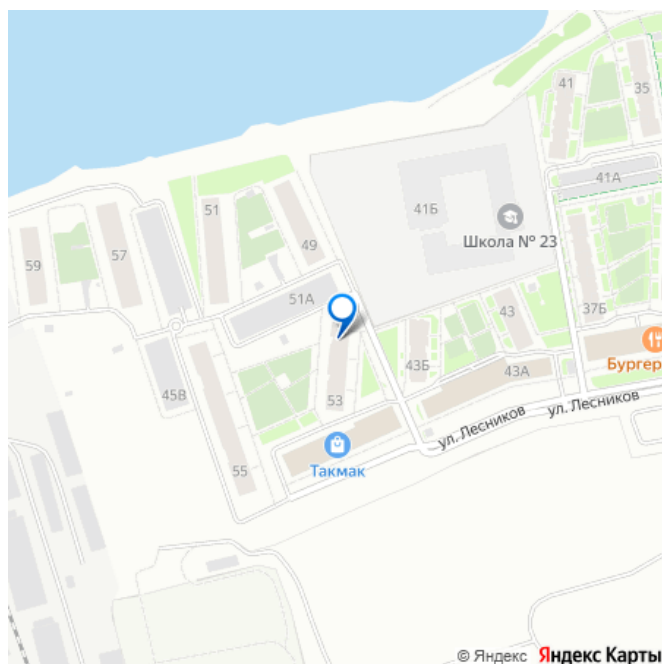 41
35
41А
41Б
Школа № 23
51
49
57
59
51А
43
37Б
Бургер
43Б
43А
45В
53
ул. Лесников
ул. Лесников
Такмак
55
© Яндекс Яндекс Карты